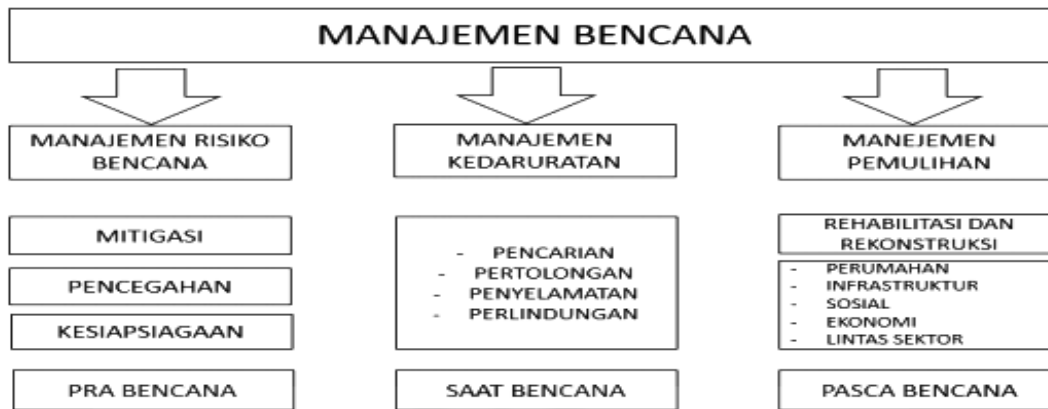 MANAJEMEN BENCANA
MANAJEMEN RISIKO
BENCANA
MANAJEMEN
KEDARURATAN
MANEJEMEN
PEMULIHAN
MITIGASI
PENCEGAHAN
KESIAPSIAGAAN
- PENCARIAN
- PERTOLONGAN
- PENYELAMATAN
- PERLINDUNGAN
REHABILITASI DAN
REKONSTRUKSI
- PERUMAHAN
- INFRASTRUKTUR
- SOSIAL
- EKONOMI
- LINTAS SEKTOR
PRA BENCANA
SAAT BENCANA
PASCA BENCANA